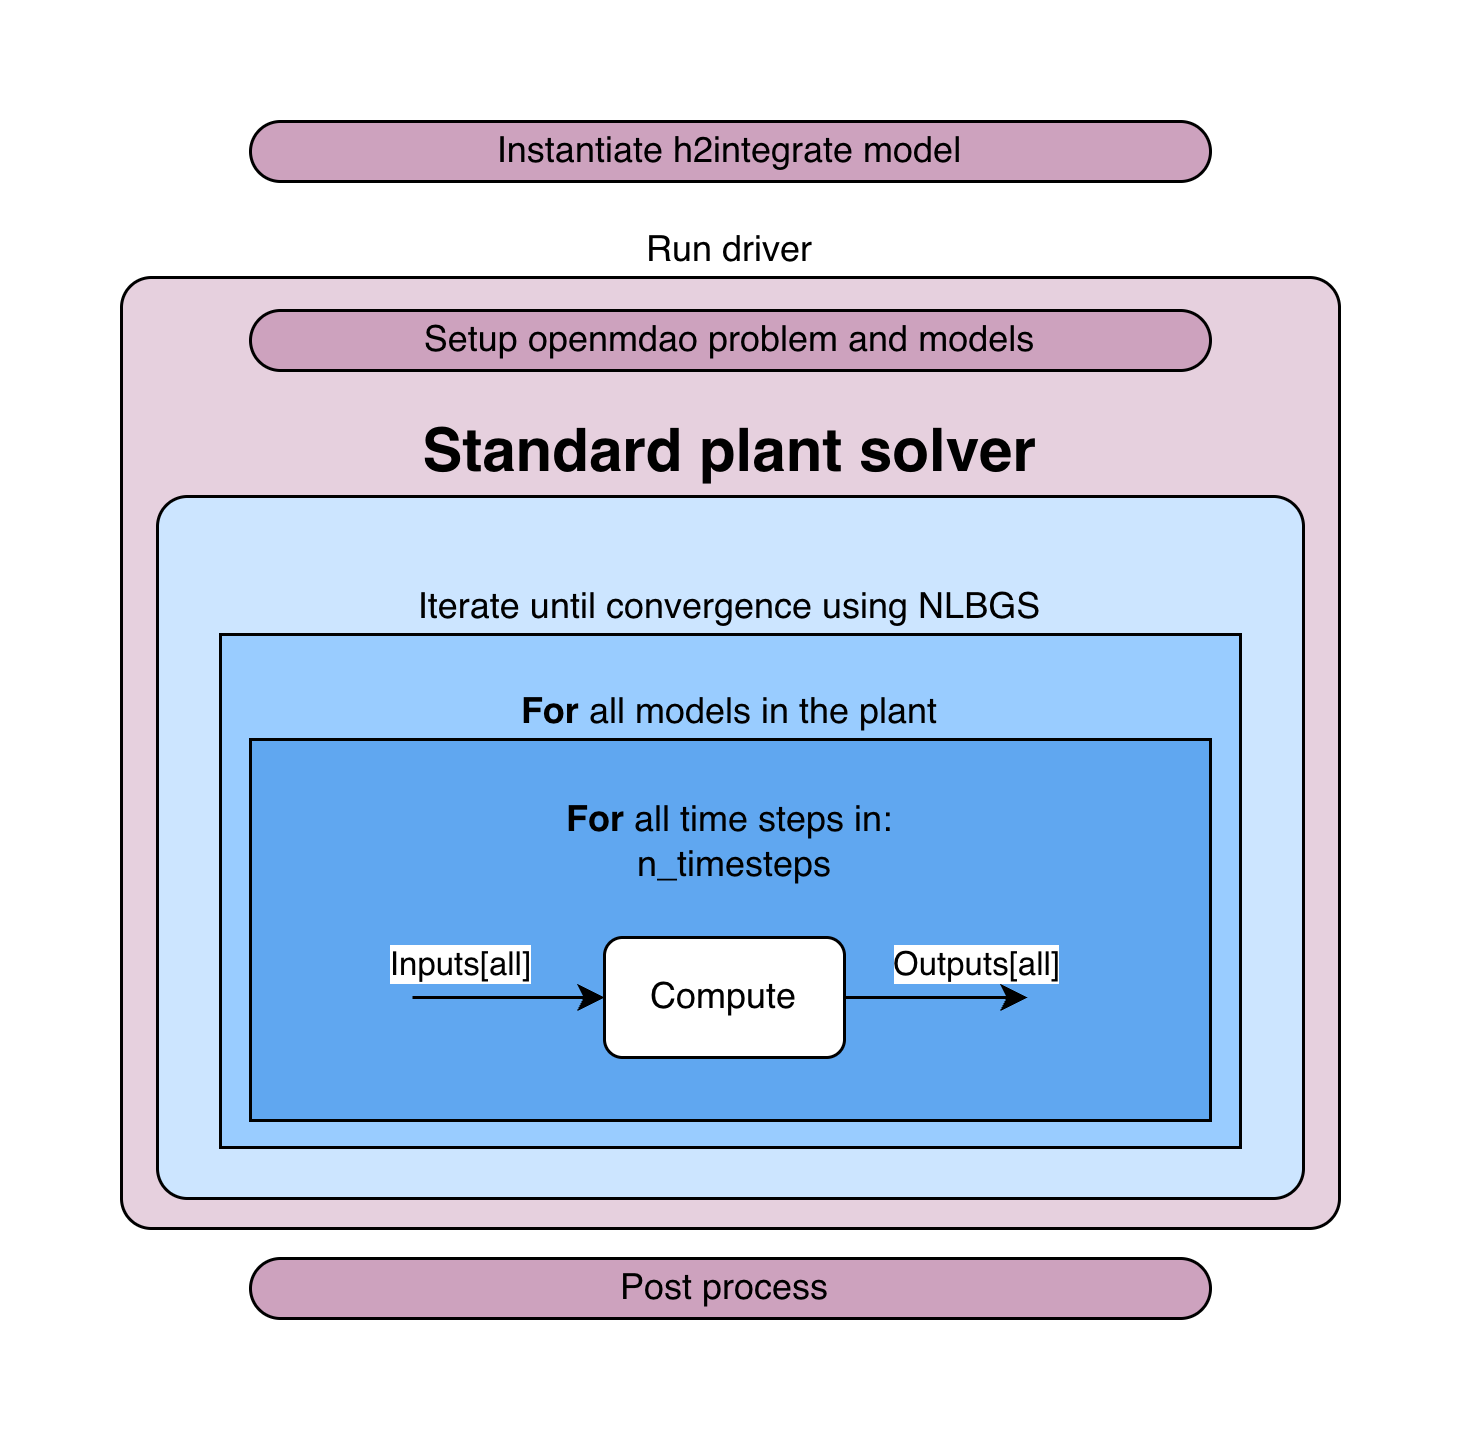 Instantiate h2integrate model
Run driver
Setup openmdao problem and models
Standard plant solver
Iterate until convergence using NLBGS
For all models in the plant
For all time steps in:
n_timesteps
Inputs[all]
Compute
Outputs[all]
Post process